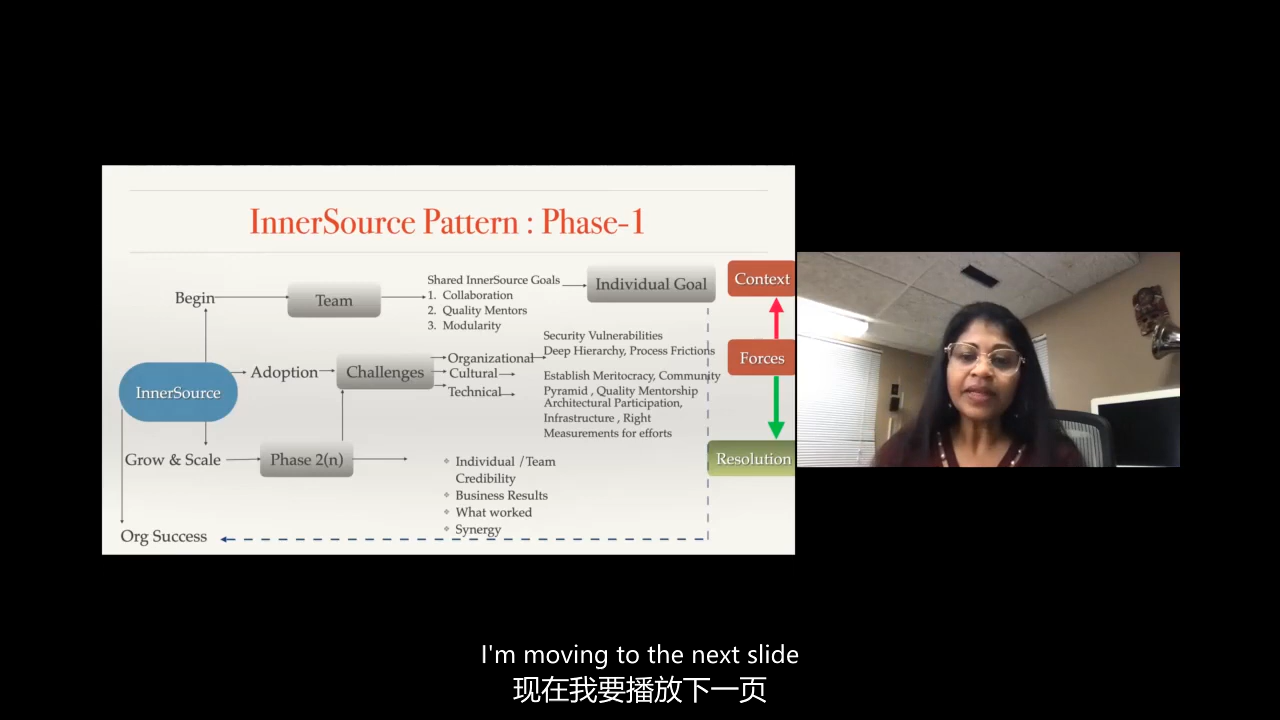 InnerSource Pattern : Phase-1
Begin
Team
Shared InnerSource Goals
1. Collaboration
2. Quality Mentors
3. Modularity
Individual Goal
Context
InnerSource
Adoption
Challenges
Organizational
Cultural
Technical
Security Vulnerabilities
Deep Hierarchy, Process Frictions
Establish Meritocracy, Community
Pyramid , Quality Mentorship
Architectural Participation,
Infrastructure , Right
Measurements for efforts
Forces
Grow & Scale
Phase 2(n)
Individual /Team
Credibility
Business Results
What worked
Synergy
Resolution
Org Success
I'm moving to the next slide
现在我要播放下一页